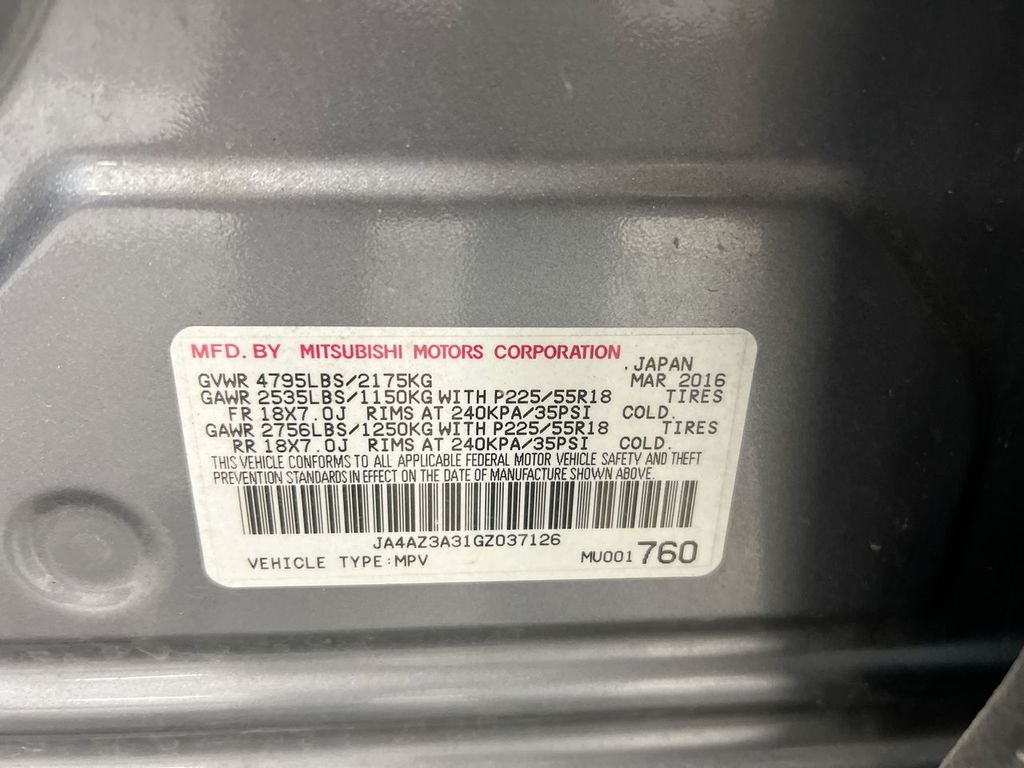 MFD. BY MITSUBISHI MOTORS CORPORATION , JAPAN
GVWR 4795LBS/2175KG MAR 2016
GAWR 2535LBS/1150KG WITH P225/55R18 TIRES
FR 18X7.0J RIMS AT 240KPA/35PSI COLD.
GAWR 2756LBS/1250KG WITH P225/55R18 TIRES
RR 18X7.0J RIMS AT 240KPA/35PSI COLD.
THIS VEHICLE CONFORMS TO ALL APPLICABLE FEDERAL MOTOR VEHICLE SAFETY AND THEFT
PREVENTION STANDARDS IN EFFECT ON THE DATE OF MANUFACTURE SHOWN ABOVE.
JA4AZ3A31GZ037126
VEHICLE TYPE:MPV MU001760